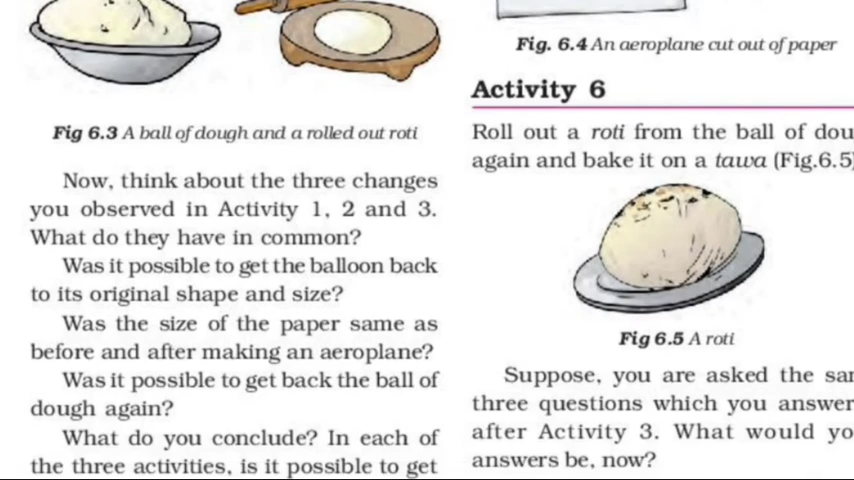 Fig 6.3 A ball of dough and a rolled out roti
Now, think about the three changes
you observed in Activity 1, 2 and 3.
What do they have in common?
Was it possible to get the balloon back
to its original shape and size?
Was the size of the paper same as
before and after making an aeroplane?
Was it possible to get back the ball of
dough again?
What do you conclude? In each of
the three activities, is it possible to get
Fig. 6.4 An aeroplane cut out of paper
Activity 6
Roll out a roti from the ball of dou
again and bake it on a tawa (Fig.6.5)
Fig 6.5 A roti
Suppose, you are asked the sar
three questions which you answer
after Activity 3. What would yo
answers be, now?